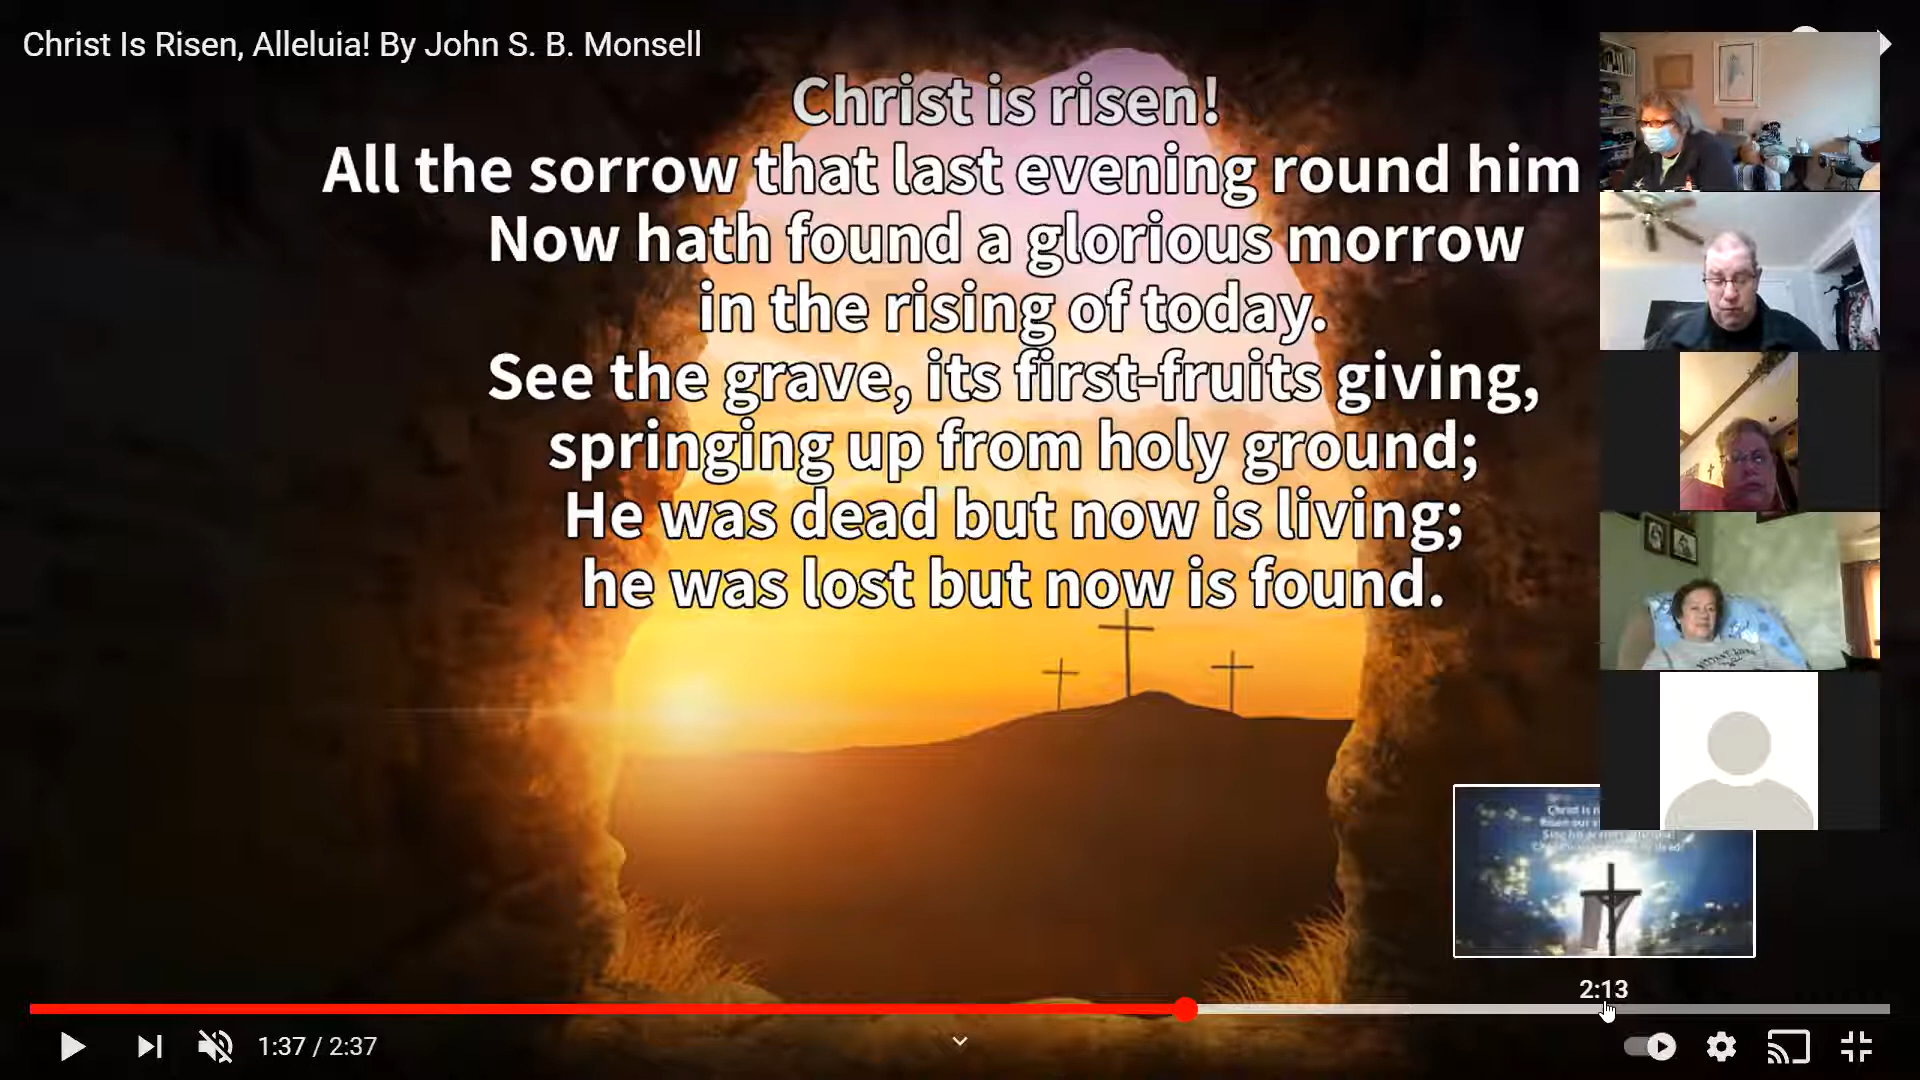 Christ Is Risen, Alleluia! By John S. B. Monsell
Christ is risen!
All the sorrow that last evening round him
Now hath found a glorious morrow
in the rising of today.
See the grave, its first-fruits giving,
springing up from holy ground;
He was dead but now is living;
he was lost but now is found.
Christ is
2:13
1:37 / 2:37